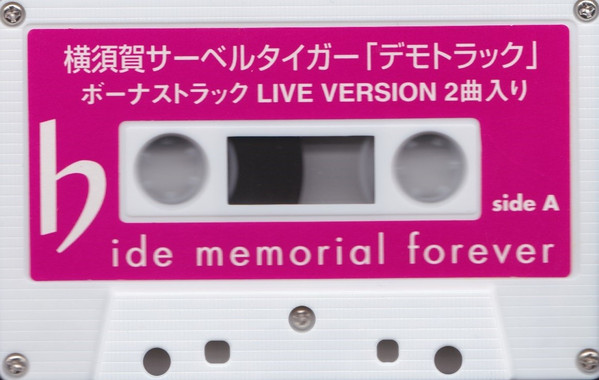 横須賀サーベルタイガー「デモトラック」
ボーナストラック LIVE VERSION 2曲入り
side A
hide memorial forever